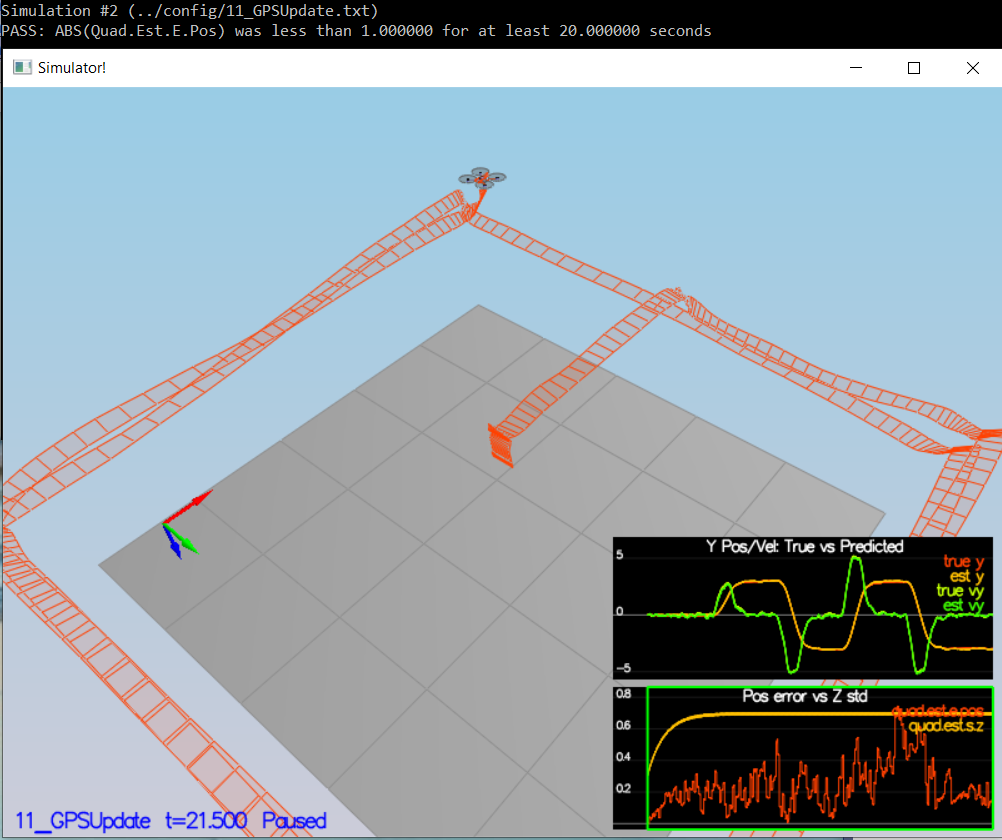 Simulation #2 (../config/11_GPSUpdate.txt)
PASS: ABS(Quad.Est.E.Pos) was less than 1.000000 for at least 20.000000 seconds
Simulator!
Y Pos/Vel: True vs Predicted
5
true y
est y
true vy
0
est vy
-5
Pos error vs Z std
0.8
quad.est.e.pos
0.6
quad.est.s.z
0.4
0.2
11_GPSUpdate t=21.500 Paused